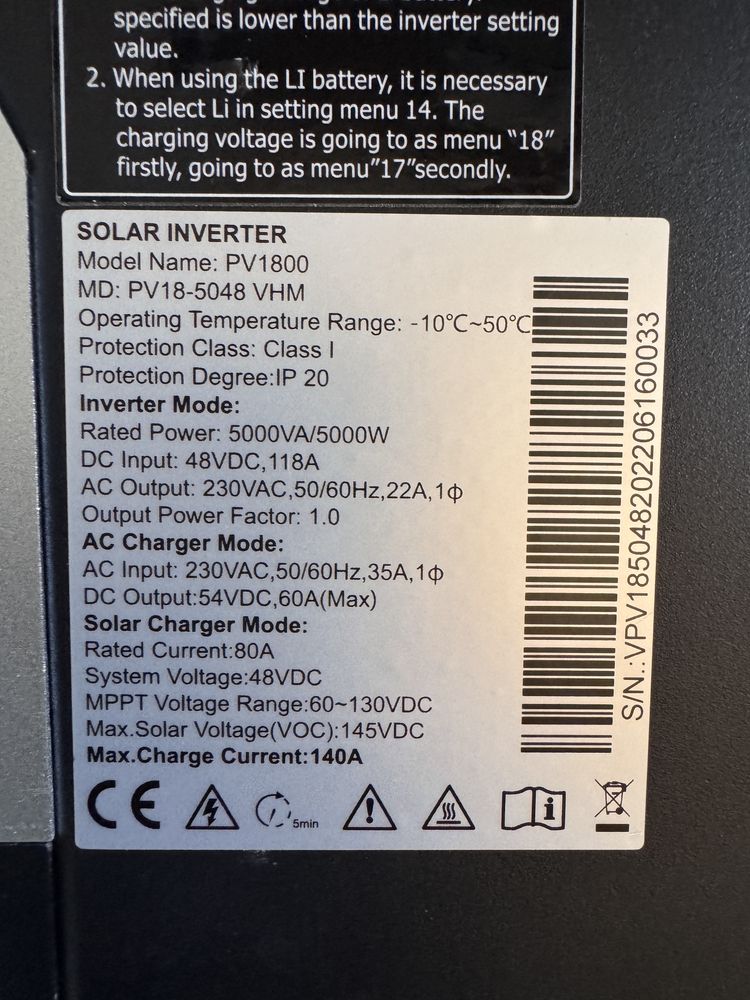 specified is lower than the inverter setting
value.
2. When using the LI battery, it is necessary
to select Li in setting menu 14. The
charging voltage is going to as menu "18"
firstly, going to as menu"17"secondly.
SOLAR INVERTER
Model Name: PV1800
MD: PV18-5048 VHM
Operating Temperature Range: -10℃~50℃
Protection Class: Class I
Protection Degree:IP 20
Inverter Mode:
Rated Power: 5000VA/5000W
DC Input: 48VDC,118A
AC Output: 230VAC,50/60Hz,22A,1ϕ
Output Power Factor: 1.0
AC Charger Mode:
AC Input: 230VAC,50/60Hz,35A,1ϕ
DC Output:54VDC,60A(Max)
Solar Charger Mode:
Rated Current:80A
System Voltage:48VDC
MPPT Voltage Range:60~130VDC
Max.Solar Voltage(VOC):145VDC
Max.Charge Current:140A
S/N.:VPV18504820220616​0033
CE
5min